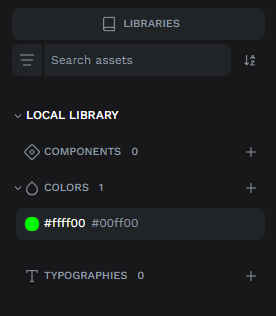 LIBRARIES
Search assets
LOCAL LIBRARY
COMPONENTS 0
COLORS 1
#ffff00 #00ff00
TYPOGRAPHIES 0